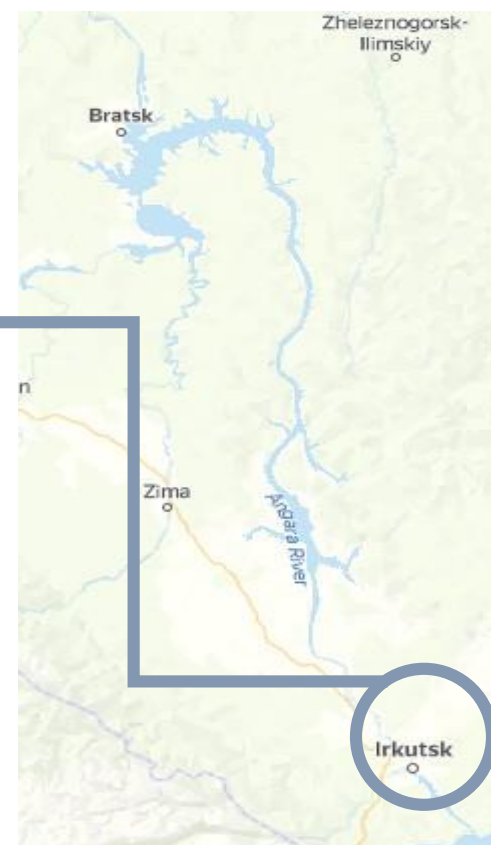 Zheleznogorsk-
Ilimskiy
Bratsk
n
Zima
Angara River
Irkutsk